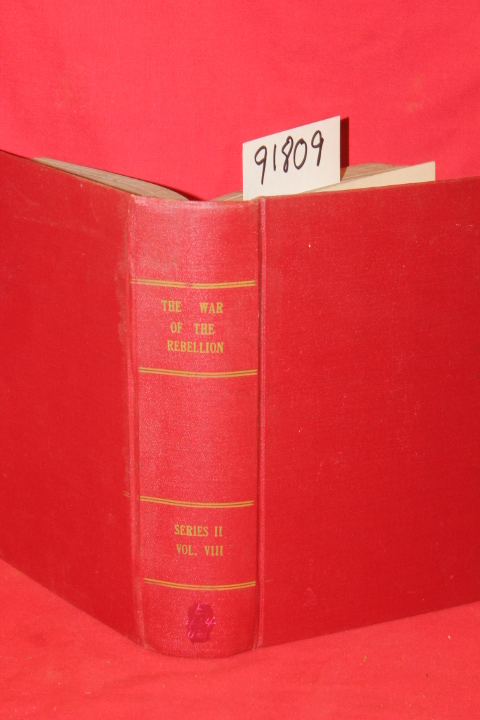 91809
THE WAR
OF THE
REBELLION
SERIES II
VOL. VIII